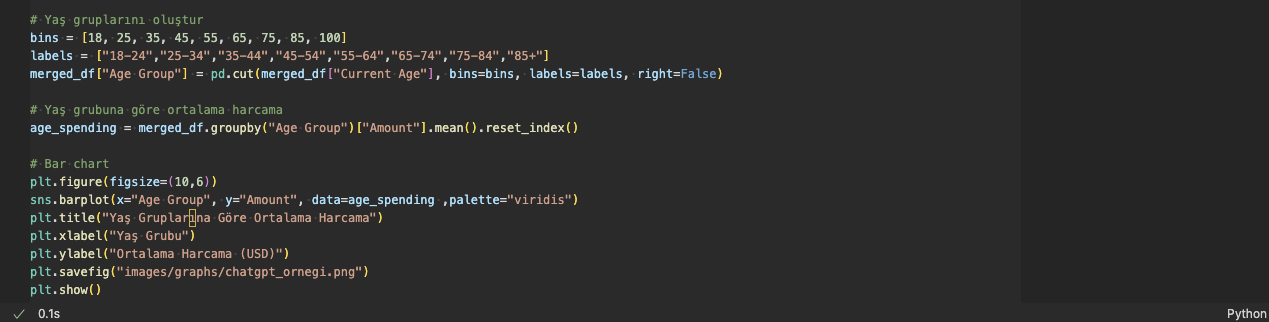 # Yaş gruplarını oluştur
bins = [18, 25, 35, 45, 55, 65, 75, 85, 100]
labels = ["18-24","25-34","35-44","45-54","55-64","65-74","75-84","85+"]
merged_df["Age Group"] = pd.cut(merged_df["Current Age"], bins=bins, labels=labels, right=False)
# Yaş grubuna göre ortalama harcama
age_spending = merged_df.groupby("Age Group")["Amount"].mean().reset_index()
# Bar chart
plt.figure(figsize=(10,6))
sns.barplot(x="Age Group", y="Amount", data=age_spending ,palette="viridis")
plt.title("Yaş Gruplarına Göre Ortalama Harcama")
plt.xlabel("Yaş Grubu")
plt.ylabel("Ortalama Harcama (USD)")
plt.savefig("images/graphs/chatgpt_ornegi.png")
plt.show()
0.1s
Python